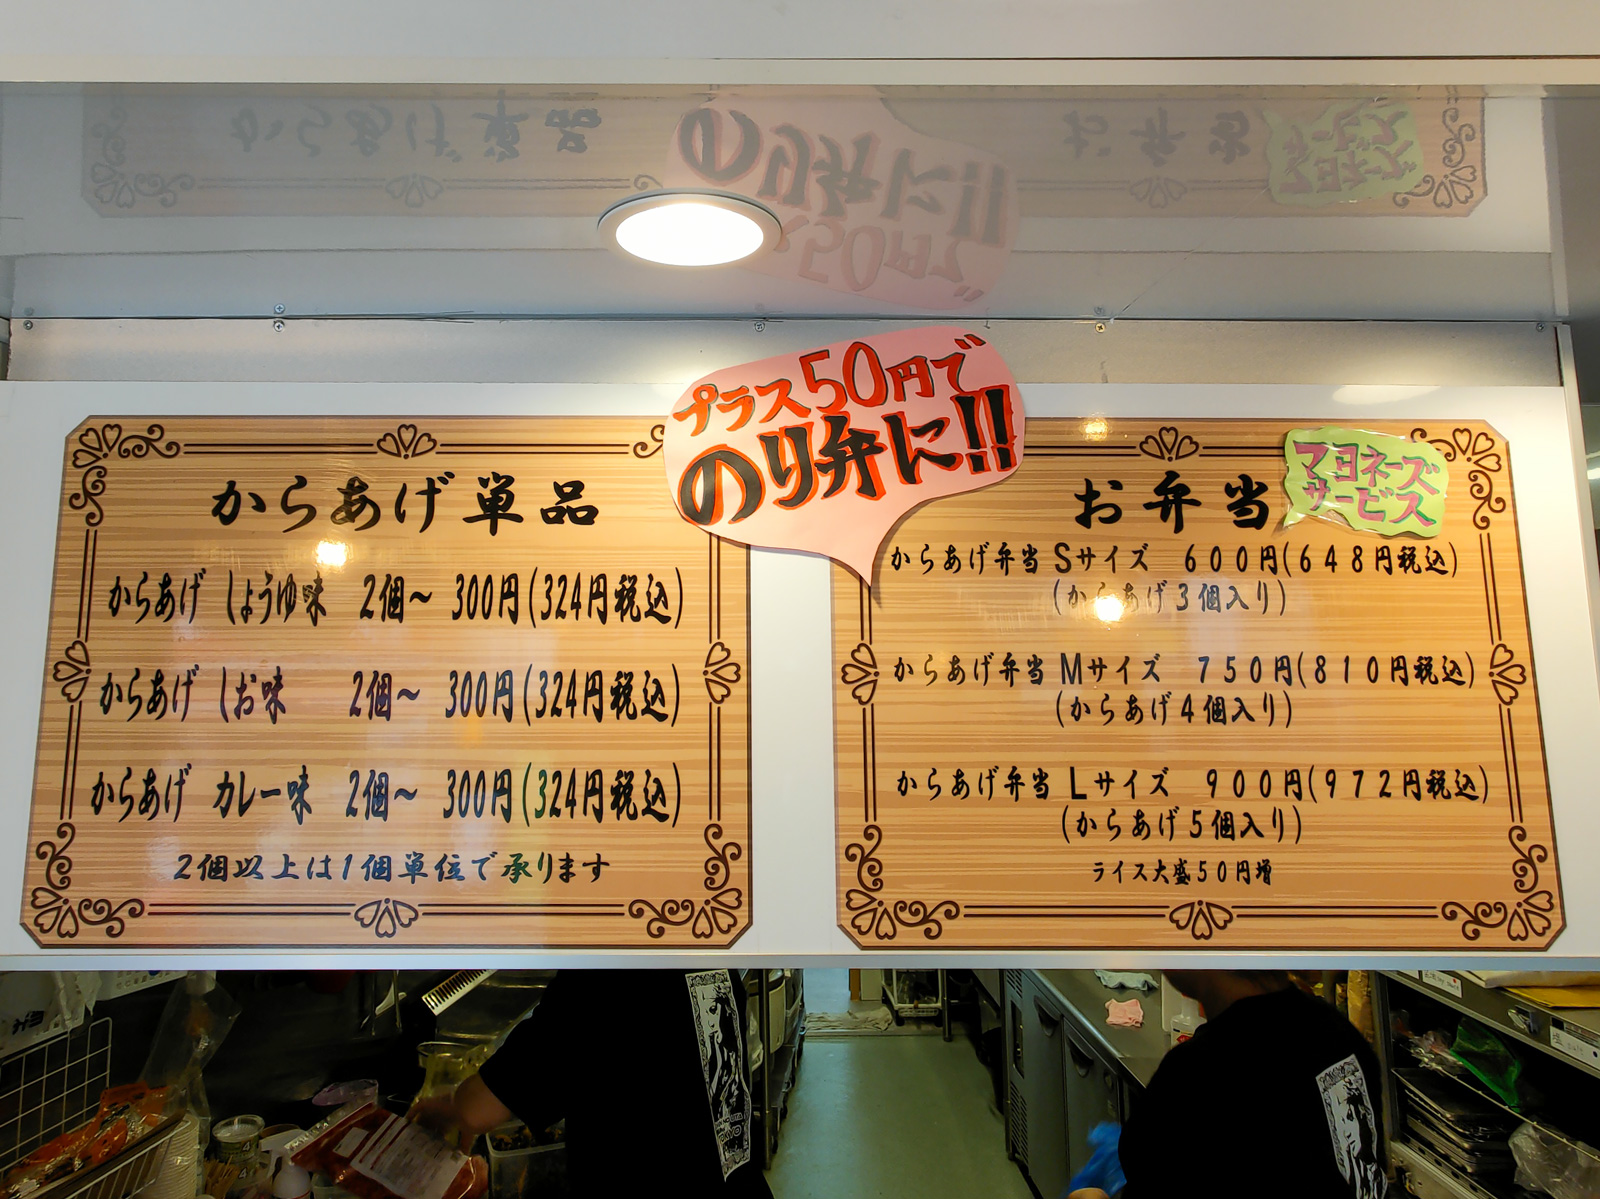 プラス50円で
のり弁に!!
からあげ単品
からあげ しょうゆ味 2個～ 300円(324円税込)
からあげ しお味 2個～ 300円(324円税込)
からあげ カレー味 2個～ 300円(324円税込)
2個以上は1個単位で承ります
お弁当
マヨネーズ
サービス
からあげ弁当 Sサイズ 600円(648円税込)
(からあげ3個入り)
からあげ弁当 Mサイズ 750円(810円税込)
(からあげ4個入り)
からあげ弁当 Lサイズ 900円(972円税込)
(からあげ5個入り)
ライス大盛50円増